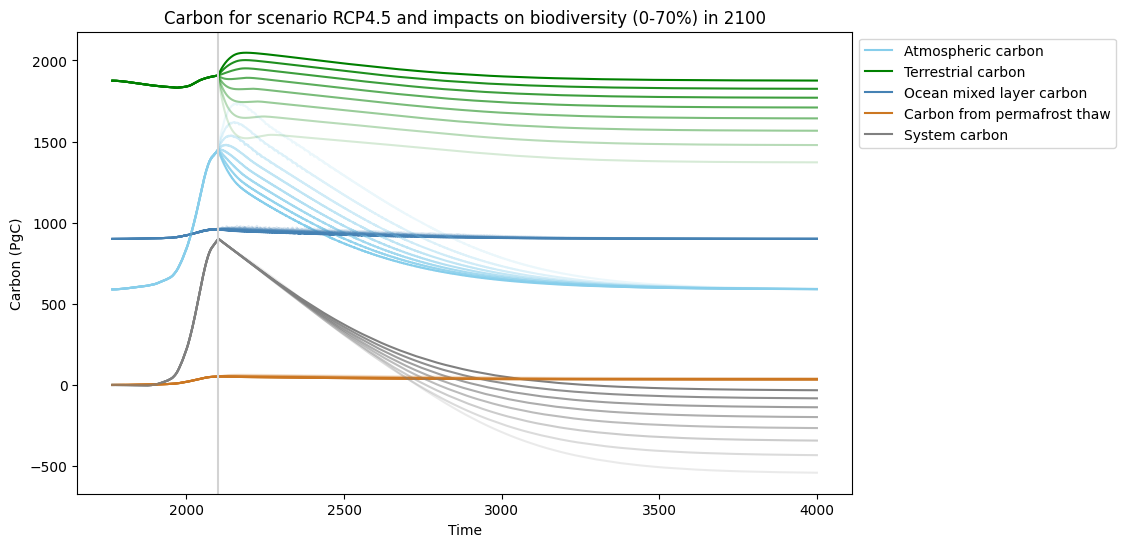 Carbon for scenario RCP4.5 and impacts on biodiversity (0-70%) in 2100
Carbon (PgC)
2000
1500
1000
500
0
−500
2000
2500
3000
3500
4000
Time
Atmospheric carbon
Terrestrial carbon
Ocean mixed layer carbon
Carbon from permafrost thaw
System carbon